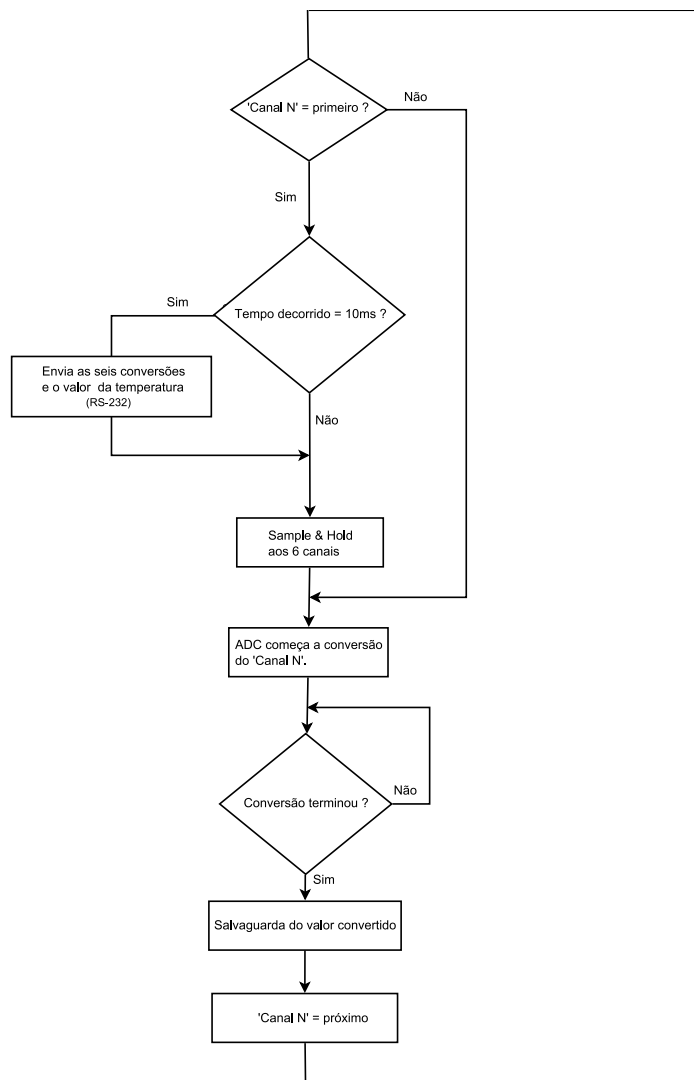 'Canal N' = primeiro ?
Não
Sim
Tempo decorrido = 10ms ?
Sim
Envia as seis conversões
e o valor da temperatura
(RS-232)
Não
Sample & Hold
aos 6 canais
ADC começa a conversão
do 'Canal N'.
Conversão terminou ?
Não
Sim
Salvaguarda do valor convertido
'Canal N' = próximo